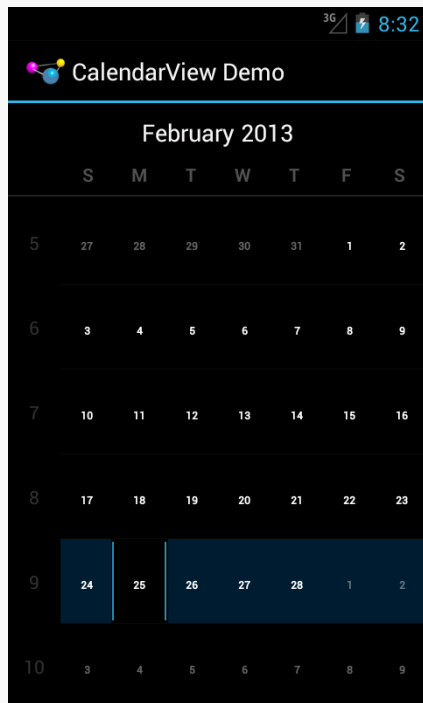 3G 8:32
CalendarView Demo
February 2013
S M T W T F S
5 27 28 29 30 31 1 2
6 3 4 5 6 7 8 9
7 10 11 12 13 14 15 16
8 17 18 19 20 21 22 23
9 24 25 26 27 28 1 2
10 3 4 5 6 7 8 9